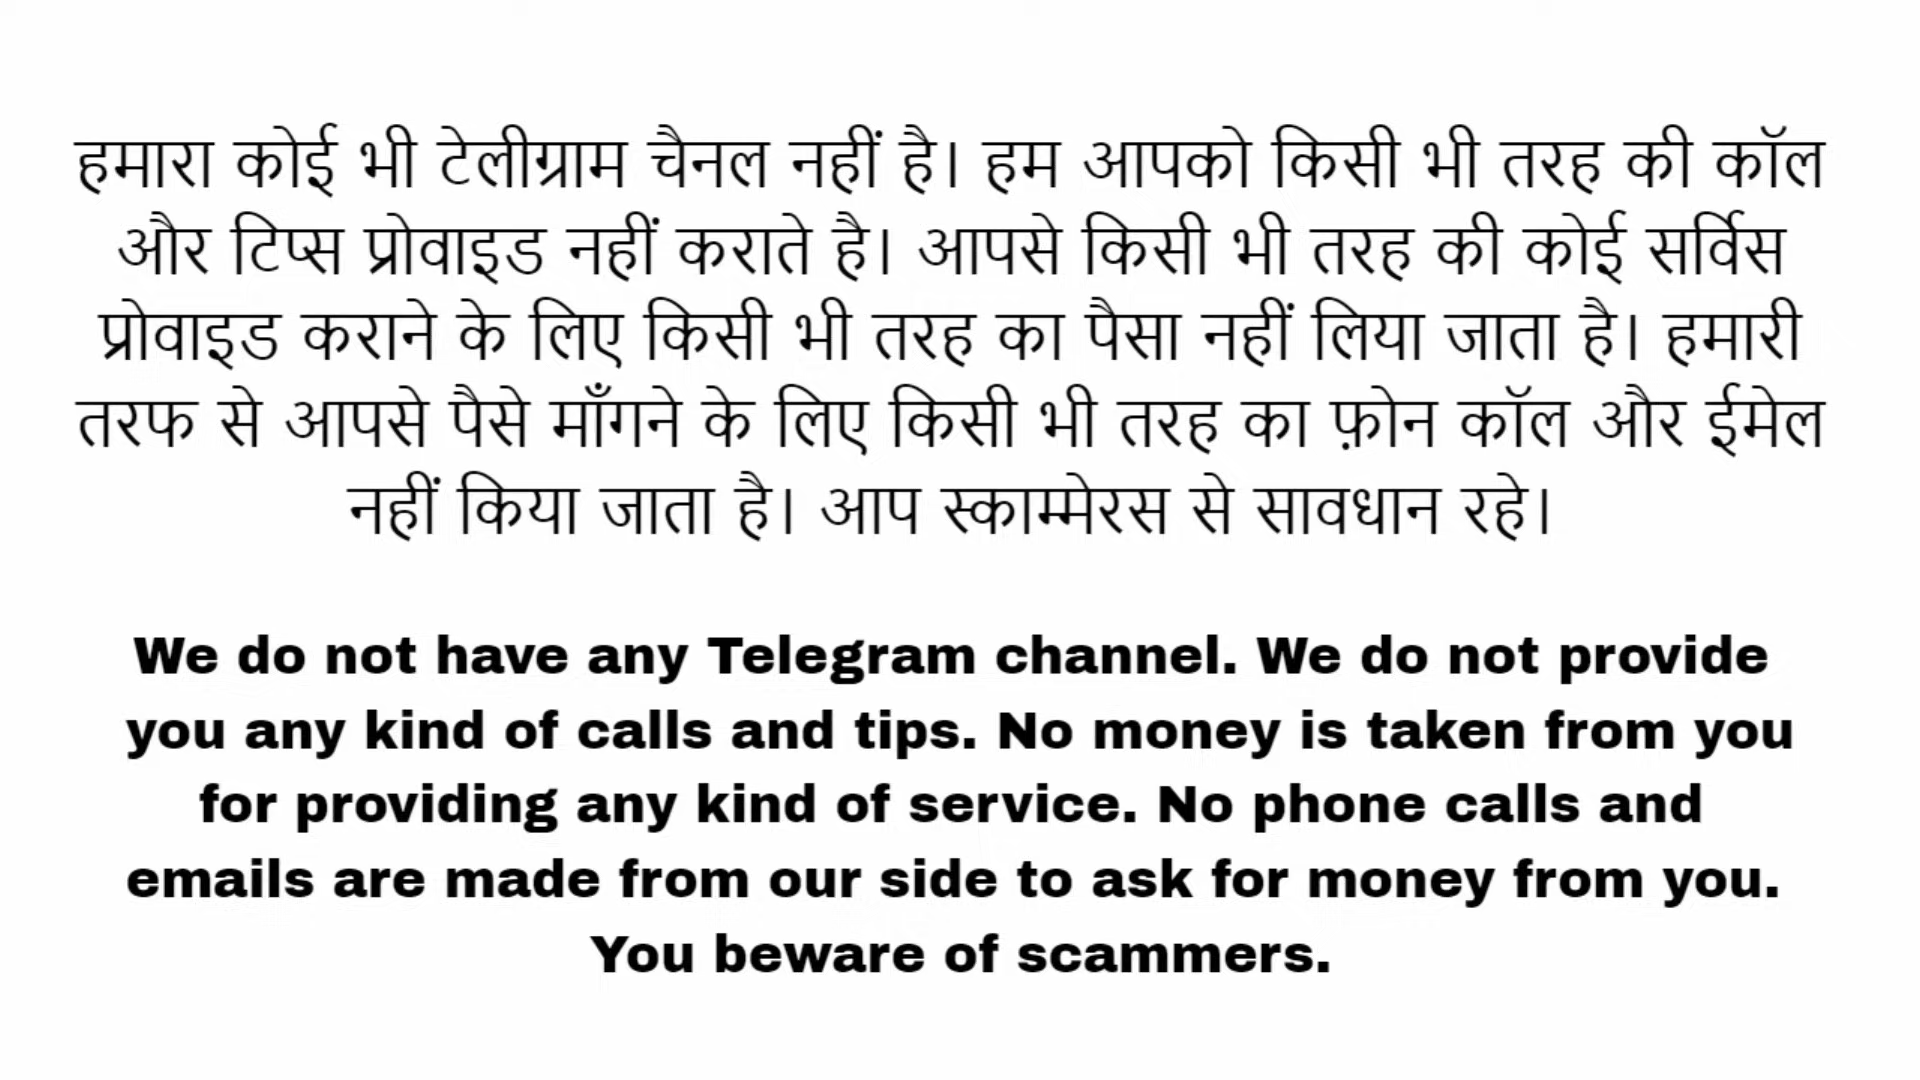 हमारा कोई भी टेलीग्राम चैनल नहीं है। हम आपको किसी भी तरह की कॉल
और टिप्स प्रोवाइड नहीं कराते है। आपसे किसी भी तरह की कोई सर्विस
प्रोवाइड कराने के लिए किसी भी तरह का पैसा नहीं लिया जाता है। हमारी
तरफ से आपसे पैसे माँगने के लिए किसी भी तरह का फ़ोन कॉल और ईमेल
नहीं किया जाता है। आप स्काम्मेरस से सावधान रहे।
We do not have any Telegram channel. We do not provide
you any kind of calls and tips. No money is taken from you
for providing any kind of service. No phone calls and
emails are made from our side to ask for money from you.
You beware of scammers.